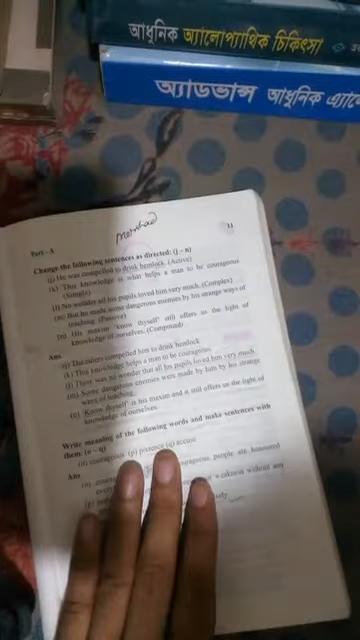 আধুনিক অ্যালোপ্যাথিক চিকিৎসা
অ্যাডভান্স আধুনিক এ্যালো
11
Part - A
Change the following sentences as directed: (j – n)
(j) He was compelled to drink hemlock. (Active)
(k) This knowledge is what helps a man to be courageous.
(Simple)
(l) No wonder all his pupils loved him very much. (Complex)
(m) But he made some dangerous enemies by his strange ways of
teaching. (Passive)
(n) His maxim 'know thyself' still offers us the light of
knowledge of ourselves. (Compound)
Ans
(j) The rulers compelled him to drink hemlock
(k) This knowledge helps a man to be courageous.
(l) There was no wonder that all his pupils loved him very much.
(m) Some dangerous enemies were made by him by his strange
ways of teaching.
(n) 'Know thyself' is his maxim and it still offers us the light of
knowledge of ourselves.
Write meaning of the following words and make sentences with
them: (o – q)
(o) courageous (p) potence (q) accuse
Ans
people are honoured
weakness without any